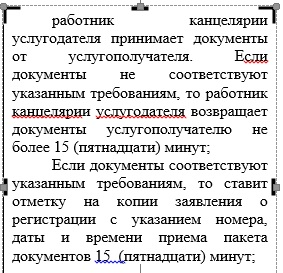 работник канцелярии
услугодателя принимает документы
от услугополучателя. Если
документы не соответствуют
указанным требованиям, то работник
канцелярии услугодателя возвращает
документы услугополучателю не
более 15 (пятнадцати) минут;
Если документы соответствуют
указанным требованиям, то ставит
отметку на копии заявления о
регистрации с указанием номера,
даты и времени приема пакета
документов 15 (пятнадцати) минут;